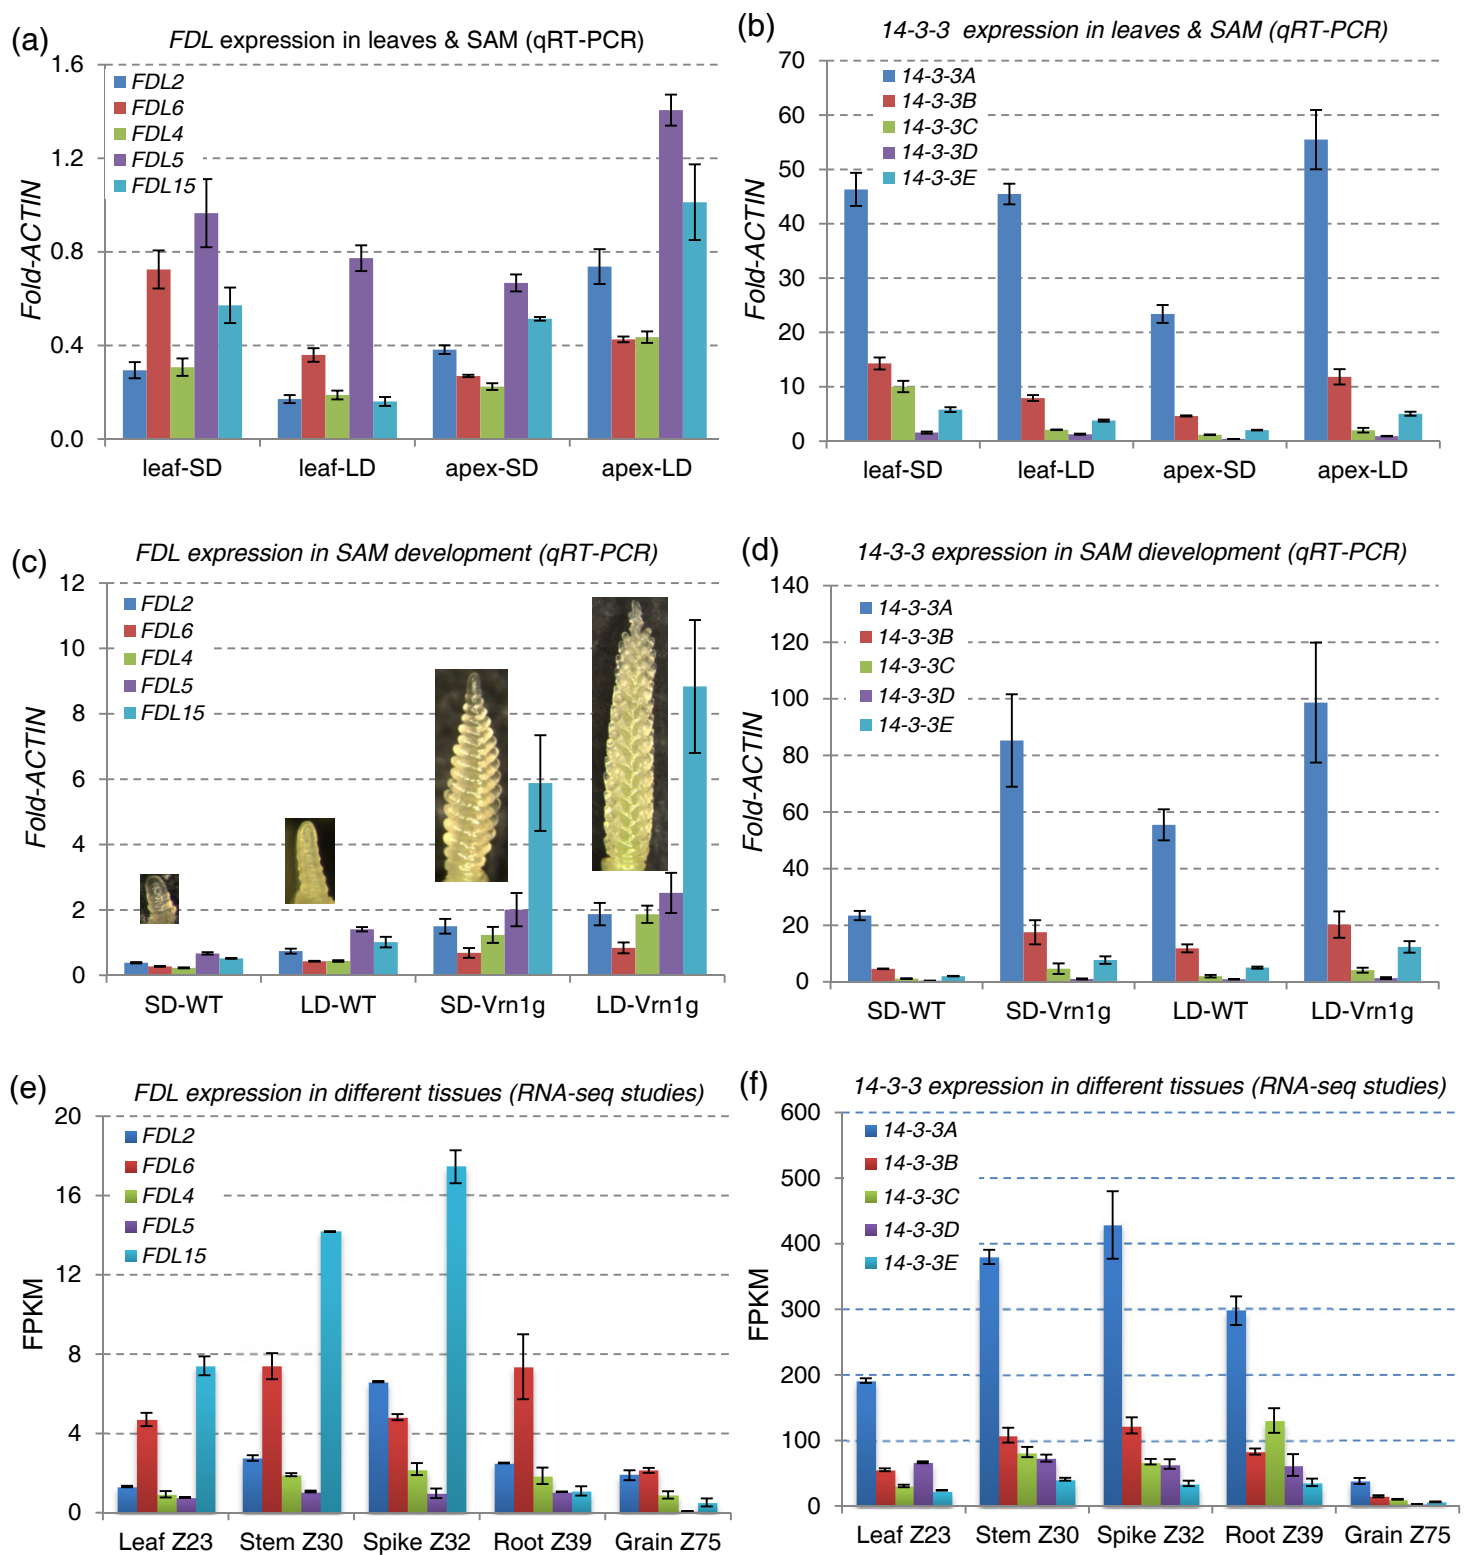 (a)
FDL expression in leaves & SAM (qRT-PCR)
1.6
1.2
0.8
0.4
0.0
Fold-ACTIN
FDL2
FDL6
FDL4
FDL5
FDL15
leaf-SD leaf-LD apex-SD apex-LD
(b)
14-3-3 expression in leaves & SAM (qRT-PCR)
70
60
50
40
30
20
10
0
Fold-ACTIN
14-3-3A
14-3-3B
14-3-3C
14-3-3D
14-3-3E
leaf-SD leaf-LD apex-SD apex-LD
(c)
FDL expression in SAM development (qRT-PCR)
12
10
8
6
4
2
0
Fold-ACTIN
FDL2
FDL6
FDL4
FDL5
FDL15
SD-WT LD-WT SD-Vrn1g LD-Vrn1g
(d)
14-3-3 expression in SAM dievelopment (qRT-PCR)
140
120
100
80
60
40
20
0
Fold-ACTIN
14-3-3A
14-3-3B
14-3-3C
14-3-3D
14-3-3E
SD-WT SD-Vrn1g LD-WT LD-Vrn1g
(e)
FDL expression in different tissues (RNA-seq studies)
20
16
12
8
4
0
FPKM
FDL2
FDL6
FDL4
FDL5
FDL15
Leaf Z23 Stem Z30 Spike Z32 Root Z39 Grain Z75
(f)
14-3-3 expression in different tissues (RNA-seq studies)
600
500
400
300
200
100
0
FPKM
14-3-3A
14-3-3B
14-3-3C
14-3-3D
14-3-3E
Leaf Z23 Stem Z30 Spike Z32 Root Z39 Grain Z75